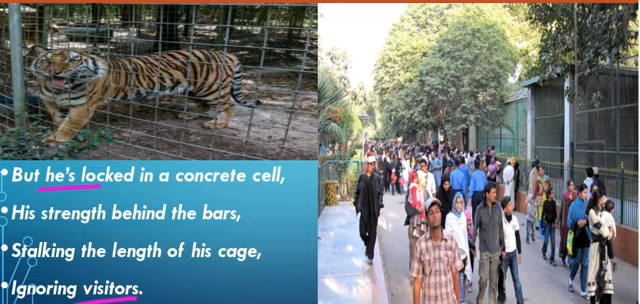 • But he's locked in a concrete cell,
• His strength behind the bars,
• Stalking the length of his cage,
• Ignoring visitors.